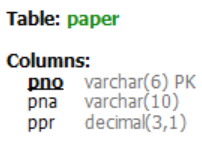 Table: paper
Columns:
pno varchar(6) PK
pna varchar(10)
ppr decimal(3,1)